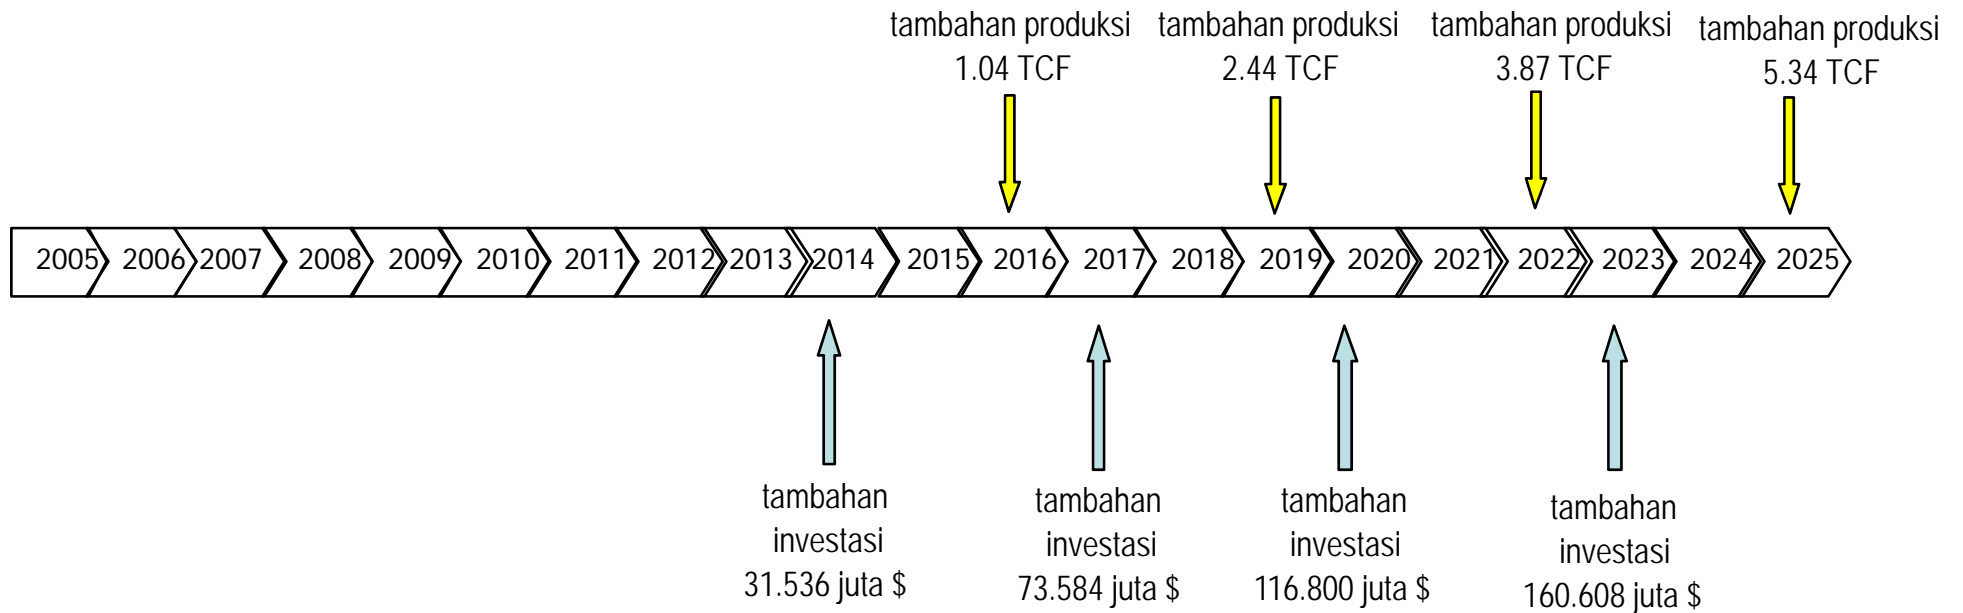 tambahan produksi
1.04 TCF
tambahan produksi
2.44 TCF
tambahan produksi
3.87 TCF
tambahan produksi
5.34 TCF
2005 2006 2007 2008 2009 2010 2011 2012 2013 2014 2015 2016 2017 2018 2019 2020 2021 2022 2023 2024 2025
tambahan
investasi
31.536 juta $
tambahan
investasi
73.584 juta $
tambahan
investasi
116.800 juta $
tambahan
investasi
160.608 juta $